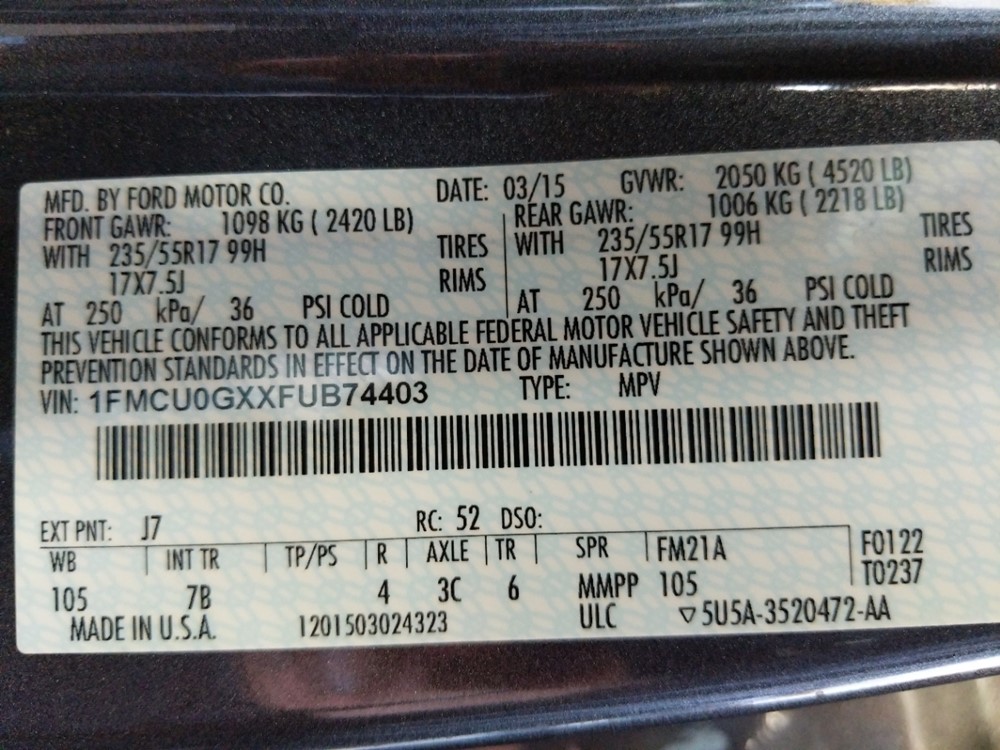 MFD. BY FORD MOTOR CO. DATE: 03/15 GVWR: 2050 KG ( 4520 LB)
FRONT GAWR: 1098 KG ( 2420 LB) REAR GAWR: 1006 KG ( 2218 LB)
WITH 235/55R17 99H TIRES WITH 235/55R17 99H TIRES
17X7.5J RIMS 17X7.5J RIMS
AT 250 kPa/ 36 PSI COLD AT 250 kPa/ 36 PSI COLD
THIS VEHICLE CONFORMS TO ALL APPLICABLE FEDERAL MOTOR VEHICLE SAFETY AND THEFT
PREVENTION STANDARDS IN EFFECT ON THE DATE OF MANUFACTURE SHOWN ABOVE.
VIN: 1FMCU0GXXFUB74403 TYPE: MPV
EXT PNT: J7 RC: 52 DSO:
WB INT TR TP/PS R AXLE TR SPR FM21A F0122
105 7B 4 3C 6 MMPP 105 T0237
MADE IN U.S.A. 1201503024323 ULC ▽5U5A-3520472-AA